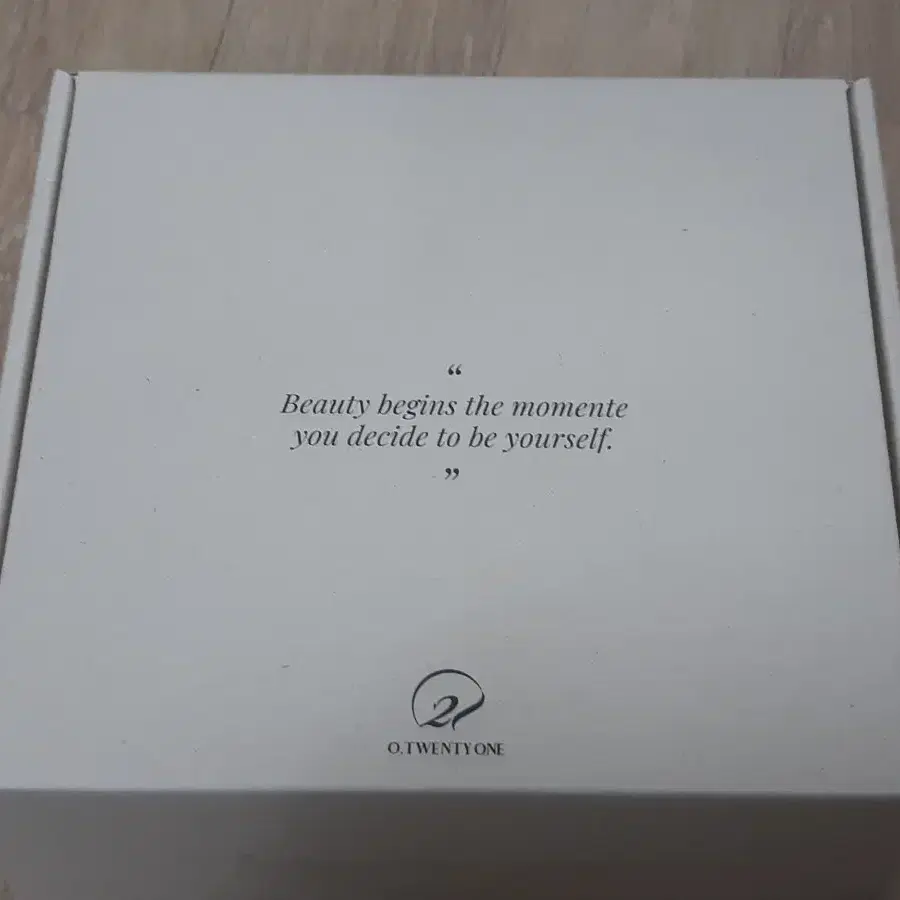 “
Beauty begins the momente
you decide to be yourself.
”
21
O.TWENTY ONE